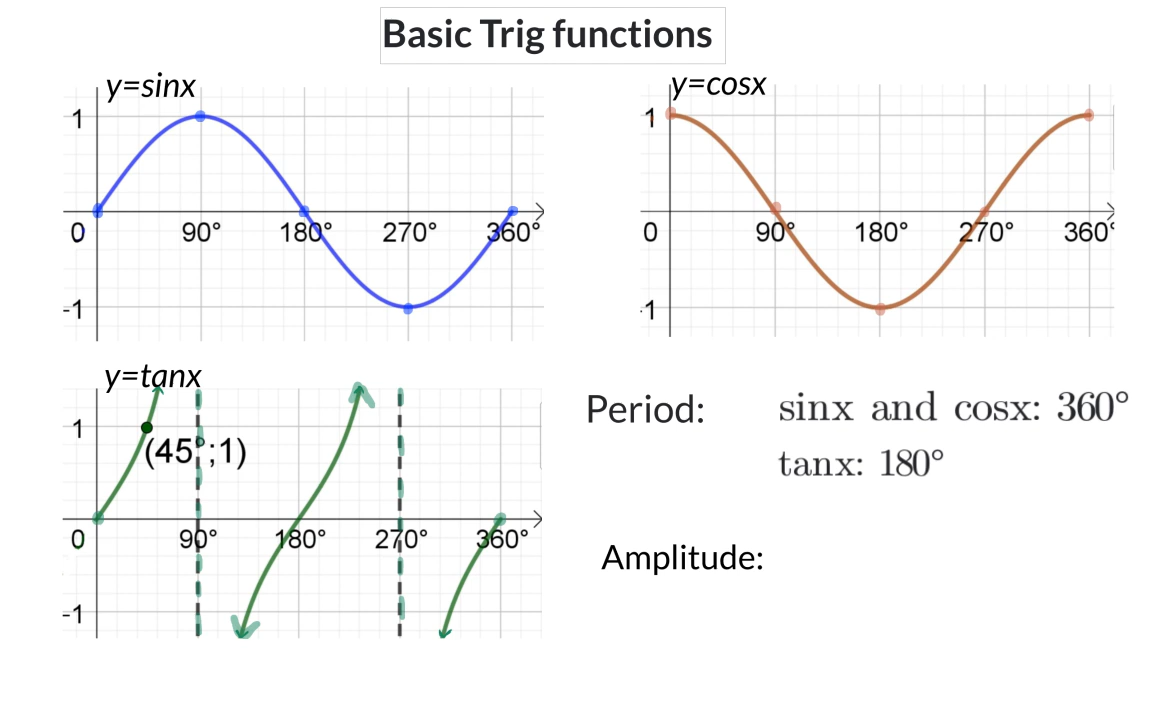 Basic Trig functions
y=sinx
1
0 90° 180° 270° 360°
-1
y=cosx
1
0 90° 180° 270° 360°
-1
y=tanx
1
(45°;1)
0 90° 180° 270° 360°
-1
Period: sinx and cosx: 360°
tanx: 180°
Amplitude: